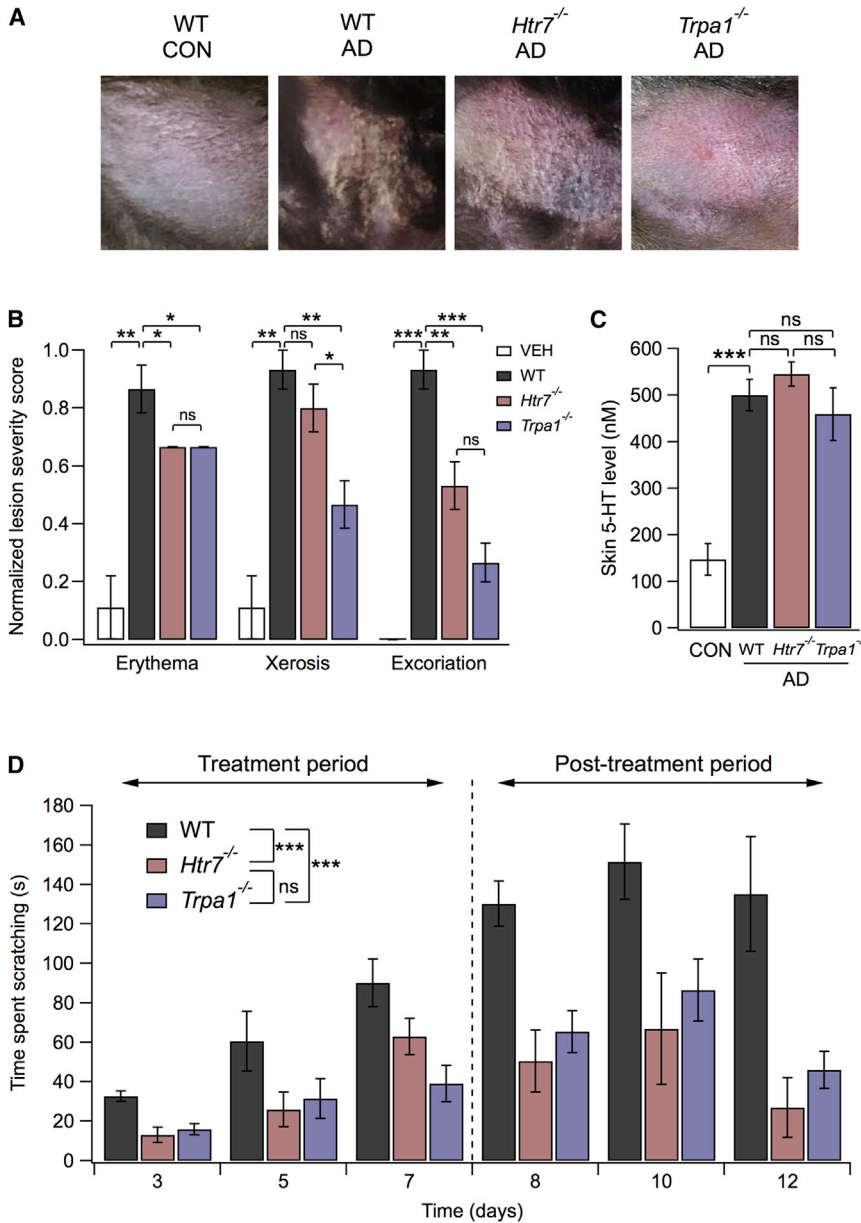 A
WT
CON
WT
AD
Htr7-/-
AD
Trpa1-/-
AD
B
Normalized lesion severity score
1.0
0.8
0.6
0.4
0.2
0.0
** * *
ns
** ns **
*
*** ** ***
ns
VEH
WT
Htr7-/-
Trpa1-/-
Erythema
Xerosis
Excoriation
C
Skin 5-HT level (nM)
600
500
400
300
200
100
0
ns
*** ns ns
CON WT Htr7-/- Trpa1-/-
AD
D
Treatment period
Post-treatment period
Time spent scratching (s)
180
160
140
120
100
80
60
40
20
0
WT
Htr7-/-
Trpa1-/-
***
ns
***
3 5 7 8 10 12
Time (days)